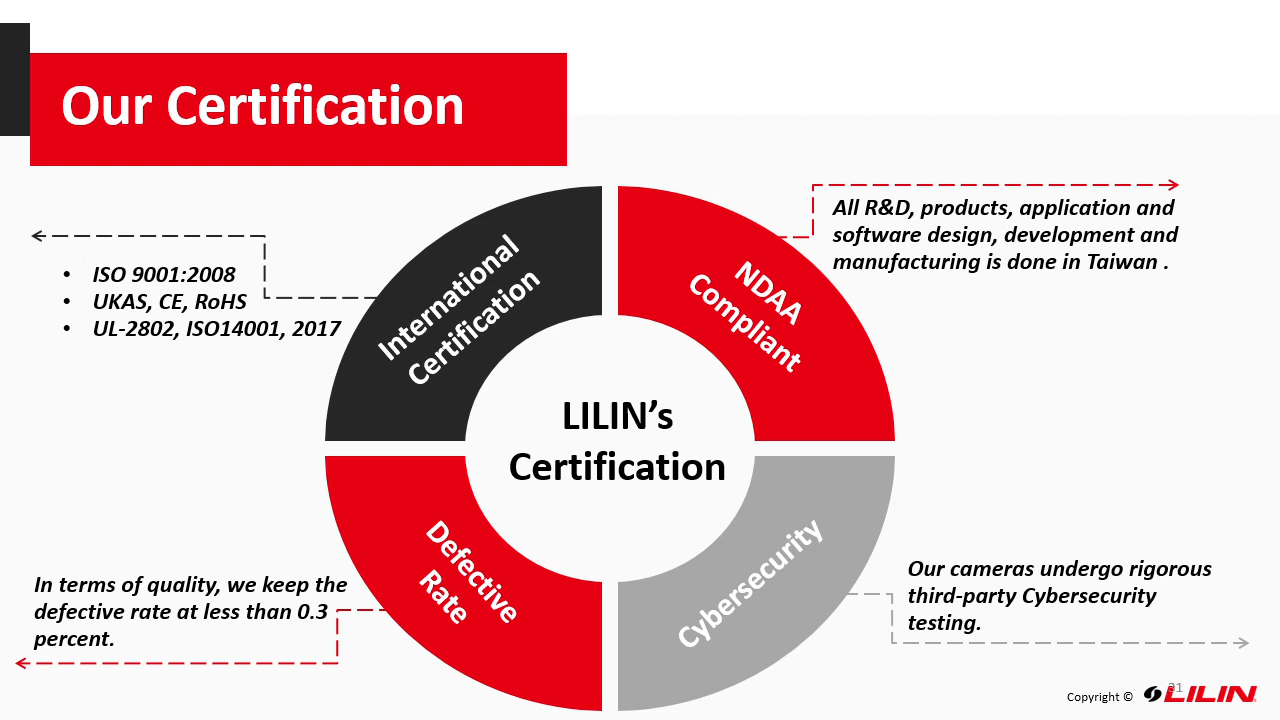 Our Certification
• ISO 9001:2008
• UKAS, CE, RoHS
• UL-2802, ISO14001, 2017
International
Certification
NDAA
Compliant
All R&D, products, application and
software design, development and
manufacturing is done in Taiwan .
LILIN’s
Certification
Defective
Rate
In terms of quality, we keep the
defective rate at less than 0.3
percent.
Cybersecurity
Our cameras undergo rigorous
third-party Cybersecurity
testing.
Copyright ©
31
LILIN